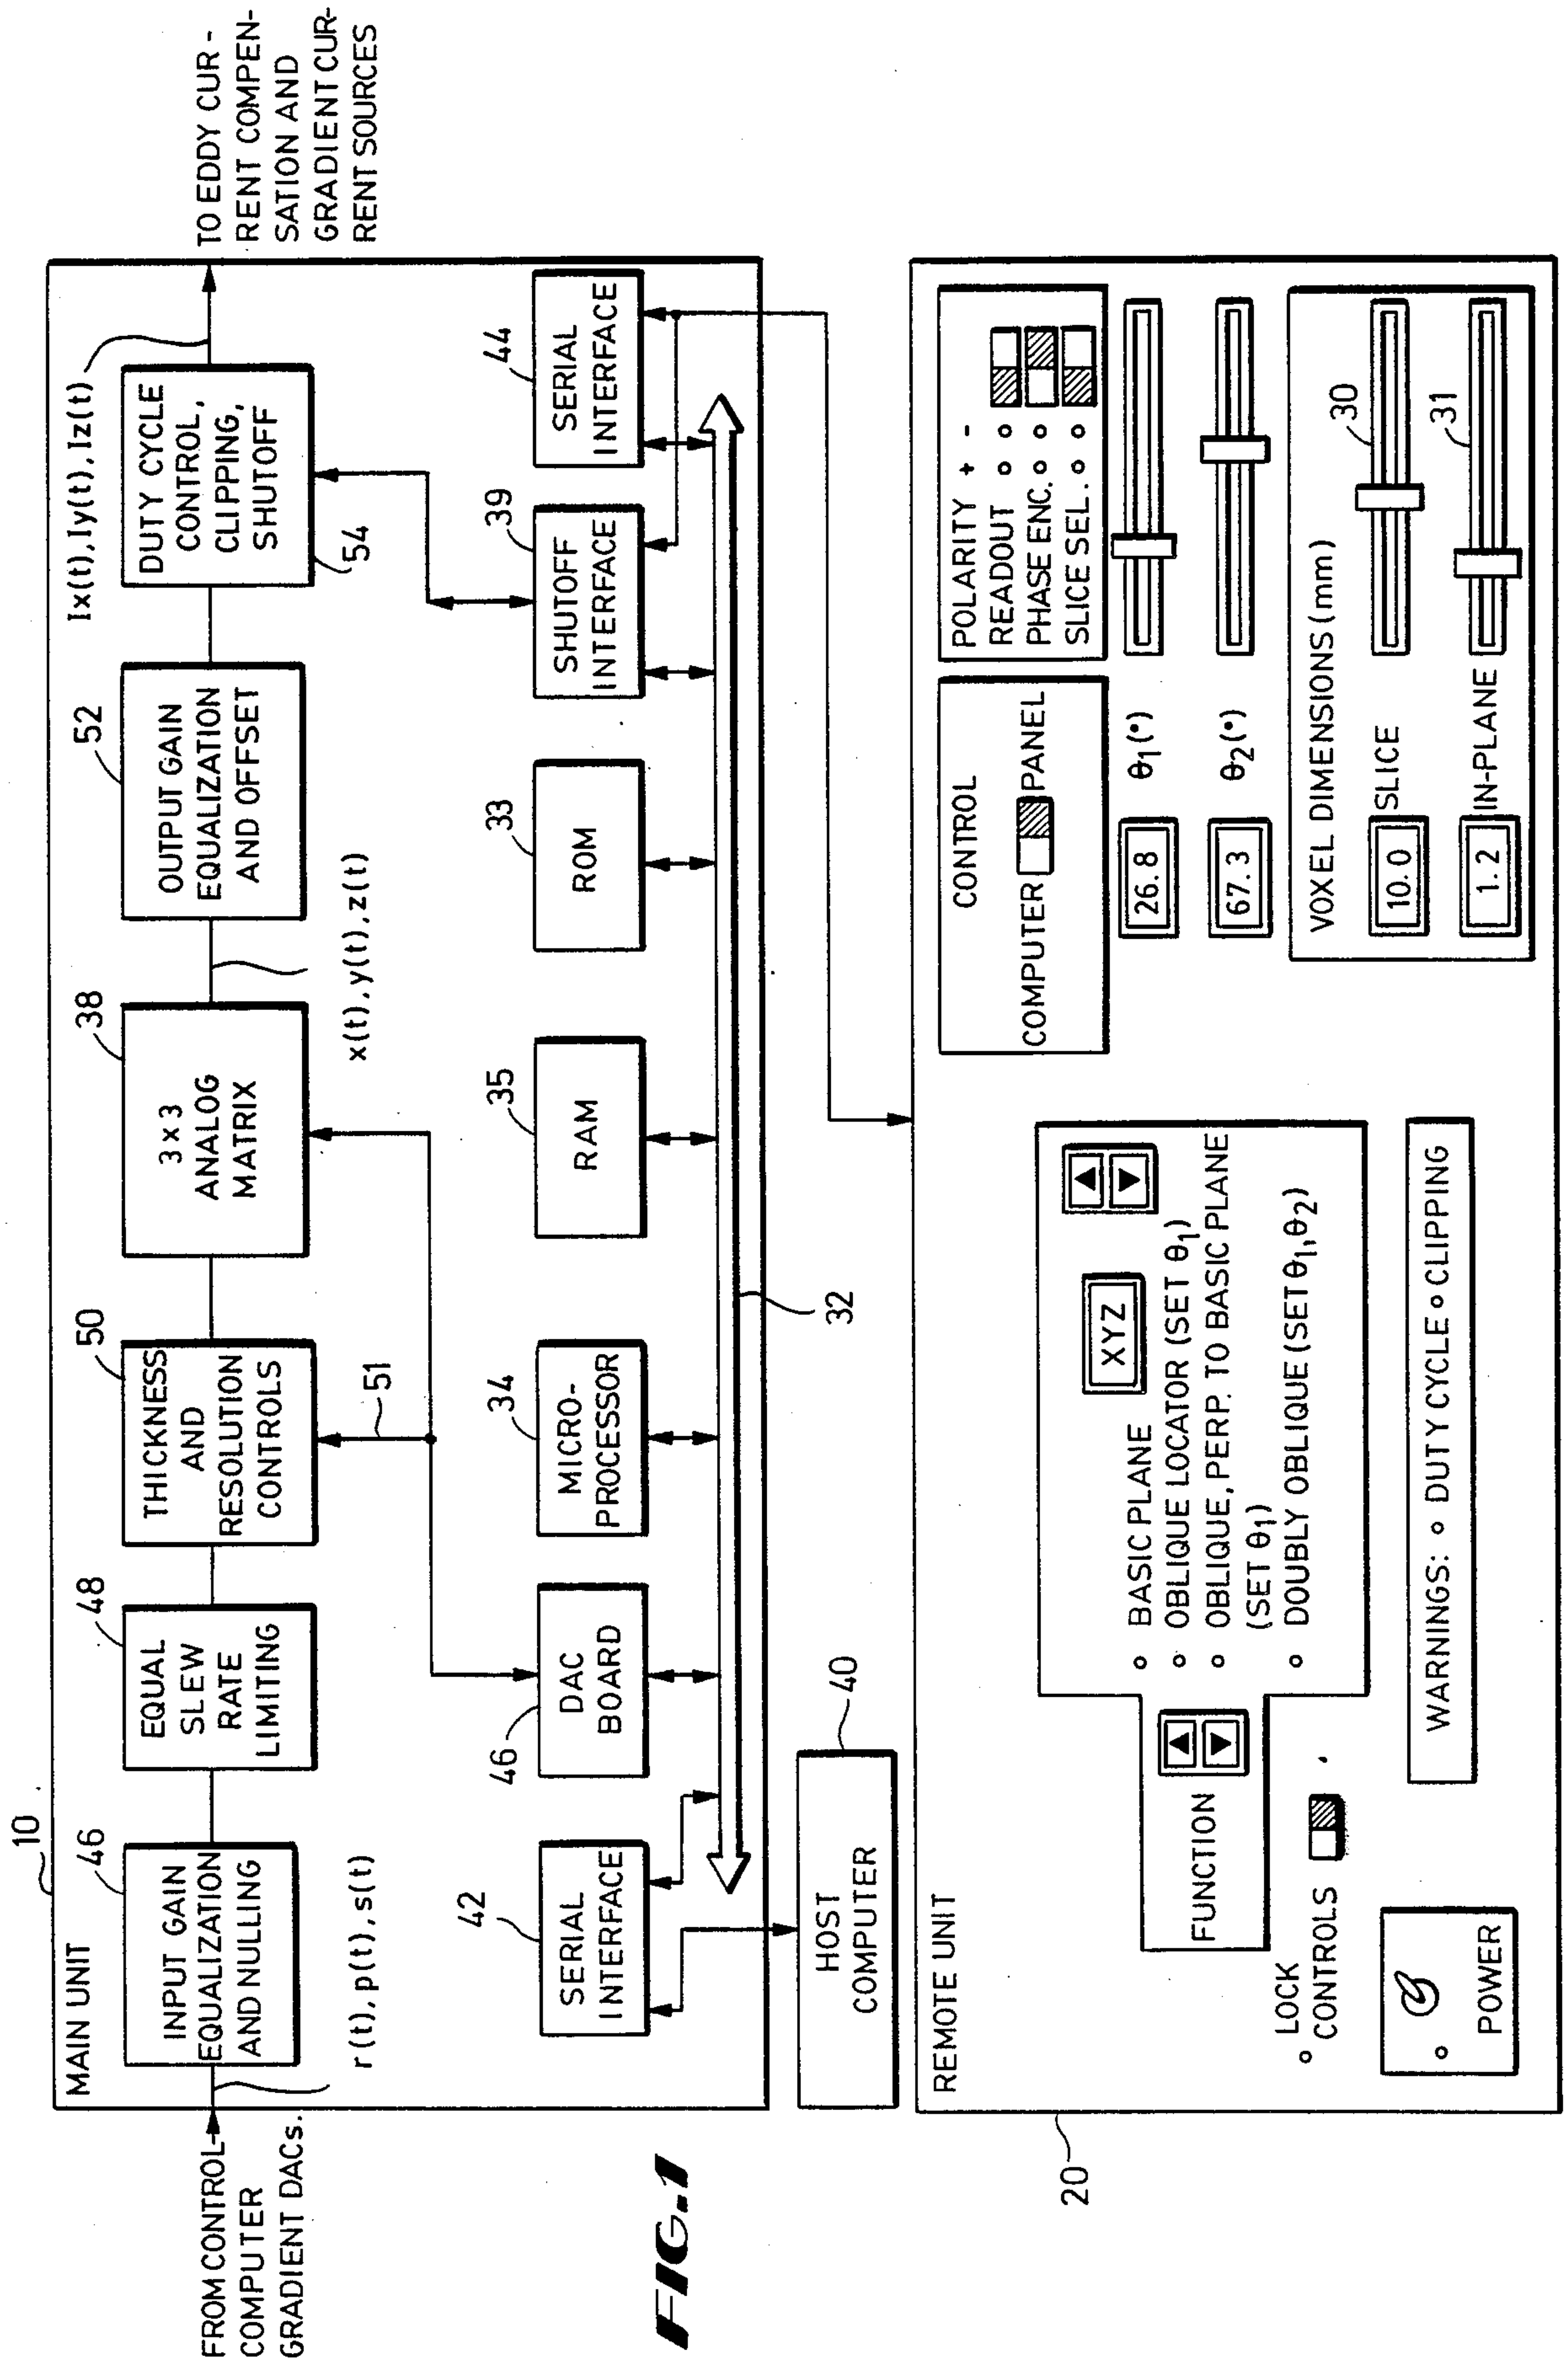 10
MAIN UNIT
FROM CONTROL
COMPUTER
GRADIENT DACs.
r(t), p(t), s(t)
46
INPUT GAIN
EQUALIZATION
AND NULLING
48
EQUAL
SLEW
RATE
LIMITING
50
THICKNESS
AND
RESOLUTION
CONTROLS
51
38
3 x 3
ANALOG
MATRIX
x(t), y(t), z(t)
52
OUTPUT GAIN
EQUALIZATION
AND OFFSET
Ix(t), Iy(t), Iz(t)
DUTY CYCLE
CONTROL,
CLIPPING,
SHUTOFF
54
TO EDDY CUR-
RENT COMPEN-
SATION AND
GRADIENT CUR-
RENT SOURCES
42
SERIAL
INTERFACE
46
DAC
BOARD
34
MICRO-
PROCESSOR
35
RAM
33
ROM
39
SHUTOFF
INTERFACE
44
SERIAL
INTERFACE
32
40
HOST
COMPUTER
FIG. 1
20
REMOTE UNIT
FUNCTION
BASIC PLANE
XYZ
OBLIQUE LOCATOR (SET θ1)
OBLIQUE, PERP. TO BASIC PLANE
(SET θ1)
DOUBLY OBLIQUE (SET θ1, θ2)
LOCK
CONTROLS
POWER
WARNINGS: DUTY CYCLE CLIPPING
CONTROL
COMPUTER PANEL
POLARITY + -
READOUT
PHASE ENC.
SLICE SEL.
26.8 θ1(°)
67.3 θ2(°)
VOXEL DIMENSIONS (mm)
10.0 SLICE 30
1.2 IN-PLANE 31